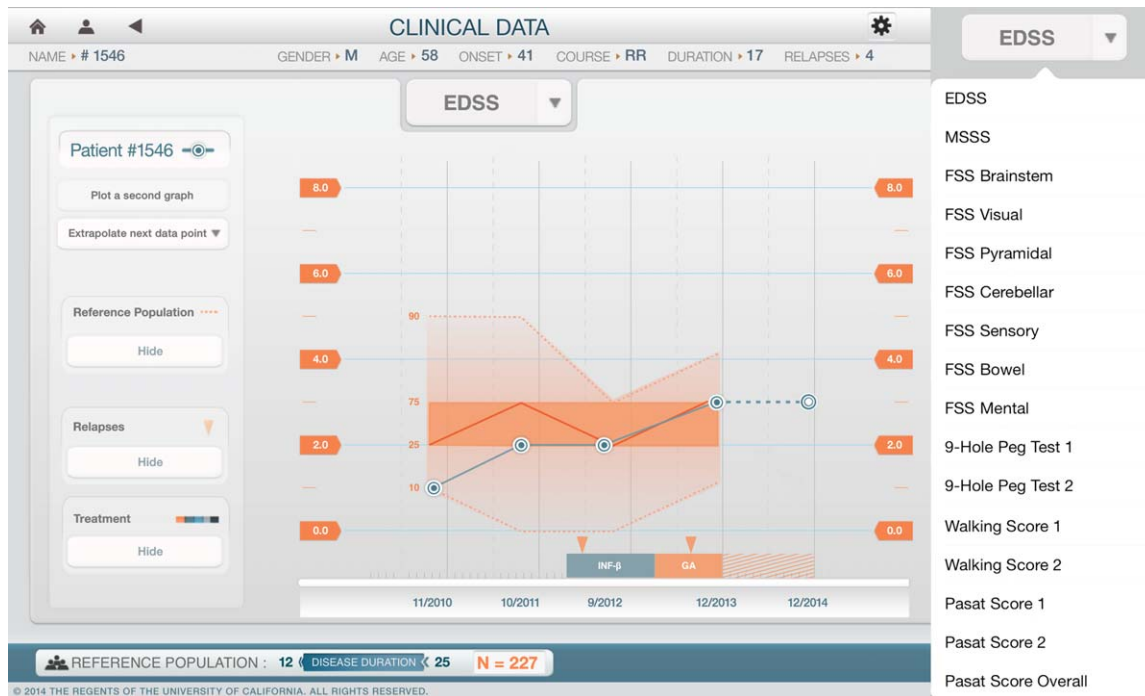 CLINICAL DATA
NAME ▸ # 1546 GENDER ▸ M AGE ▸ 58 ONSET ▸ 41 COURSE ▸ RR DURATION ▸ 17 RELAPSES ▸ 4
EDSS
Patient #1546
Plot a second graph
Extrapolate next data point
Reference Population
Hide
Relapses
Hide
Treatment
Hide
8.0 8.0
6.0 6.0
90
4.0 4.0
75
2.0 25 2.0
10
0.0 0.0
INF-β GA
11/2010 10/2011 9/2012 12/2013 12/2014
REFERENCE POPULATION : 12 DISEASE DURATION 25 N = 227
© 2014 THE REGENTS OF THE UNIVERSITY OF CALIFORNIA. ALL RIGHTS RESERVED.
EDSS
EDSS
MSSS
FSS Brainstem
FSS Visual
FSS Pyramidal
FSS Cerebellar
FSS Sensory
FSS Bowel
FSS Mental
9-Hole Peg Test 1
9-Hole Peg Test 2
Walking Score 1
Walking Score 2
Pasat Score 1
Pasat Score 2
Pasat Score Overall